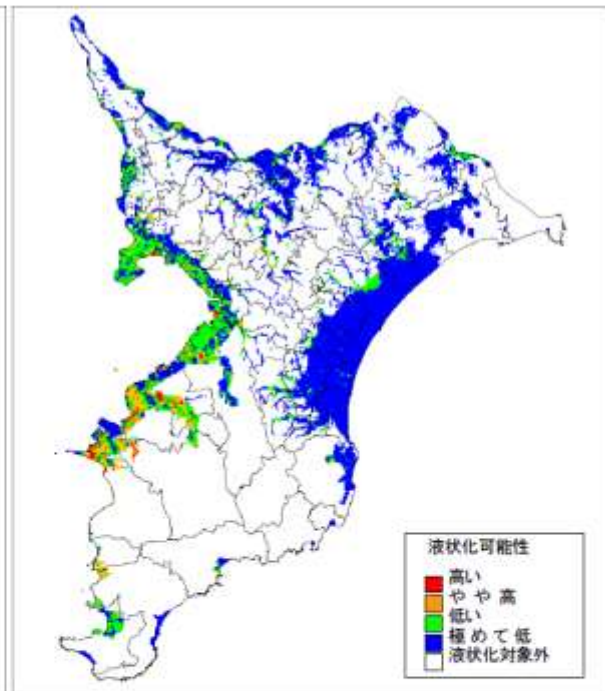 液状化可能性
高い
や や 高
低い
極 め て 低
液状化対象外